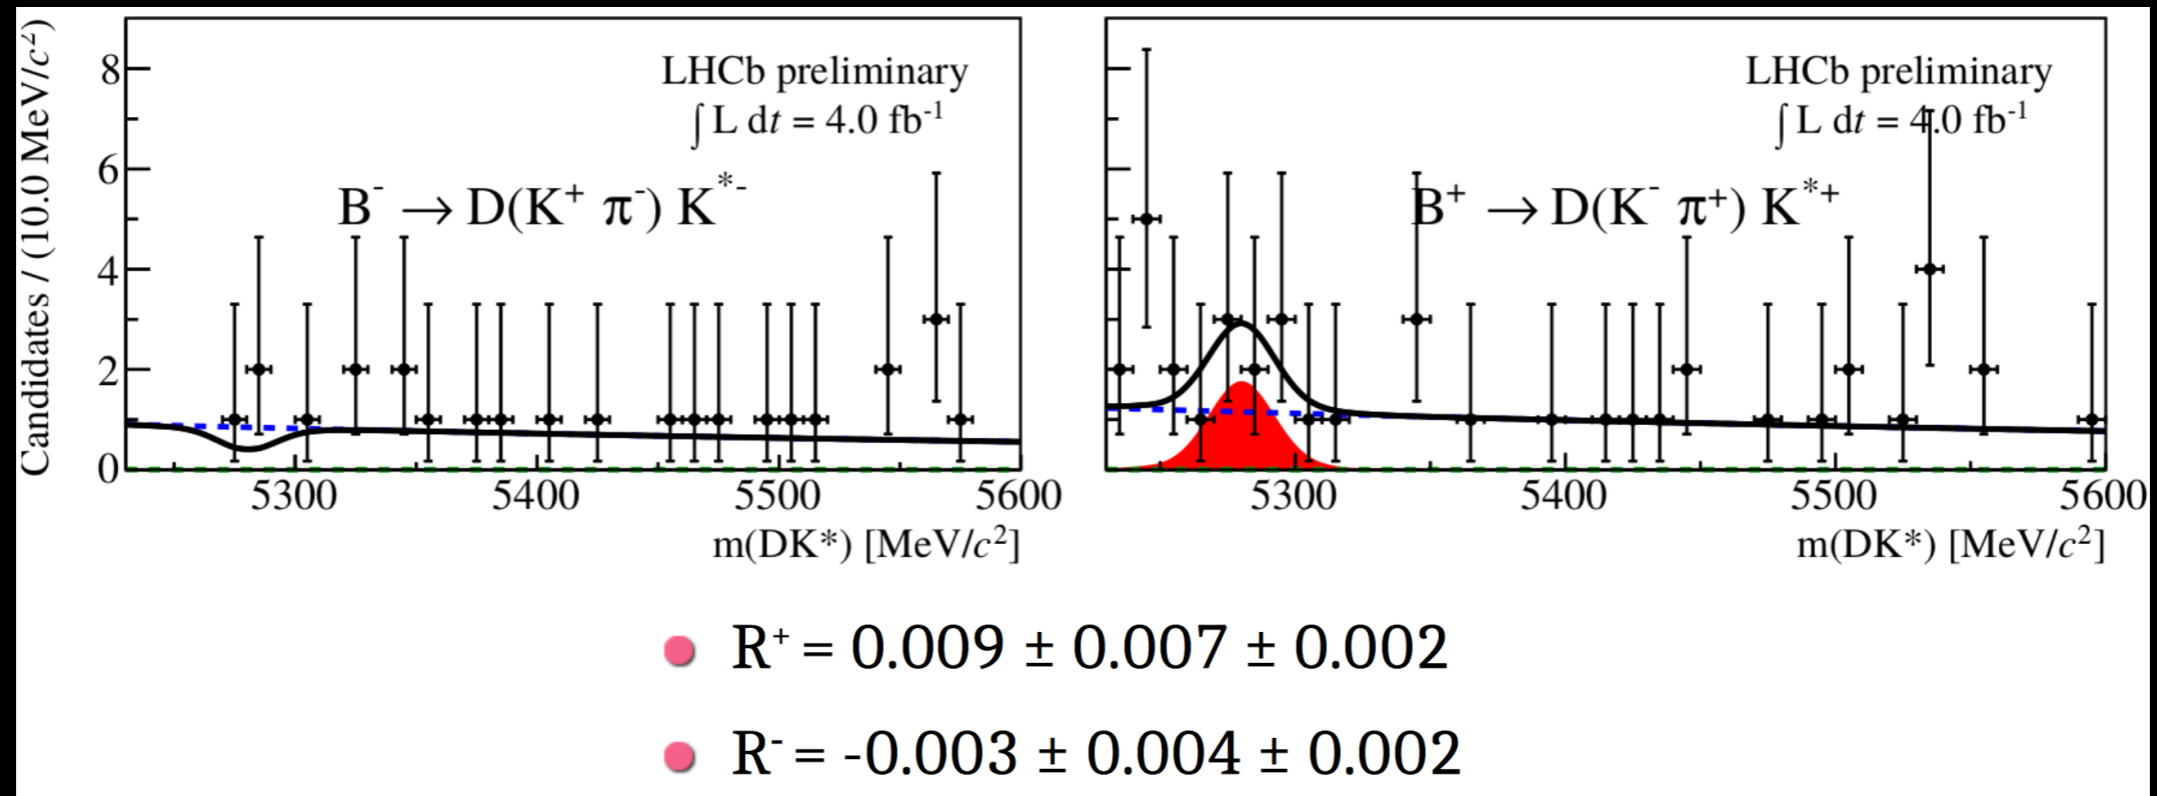 Candidates / (10.0 MeV/c²)
8
6
4
2
0
LHCb preliminary
∫ L dt = 4.0 fb⁻¹
B⁻ → D(K⁺ π⁻) K*⁻
5300 5400 5500 5600
m(DK*) [MeV/c²]
LHCb preliminary
∫ L dt = 4.0 fb⁻¹
B⁺ → D(K⁻ π⁺) K*⁺
5300 5400 5500 5600
m(DK*) [MeV/c²]
R⁺ = 0.009 ± 0.007 ± 0.002
R⁻ = -0.003 ± 0.004 ± 0.002